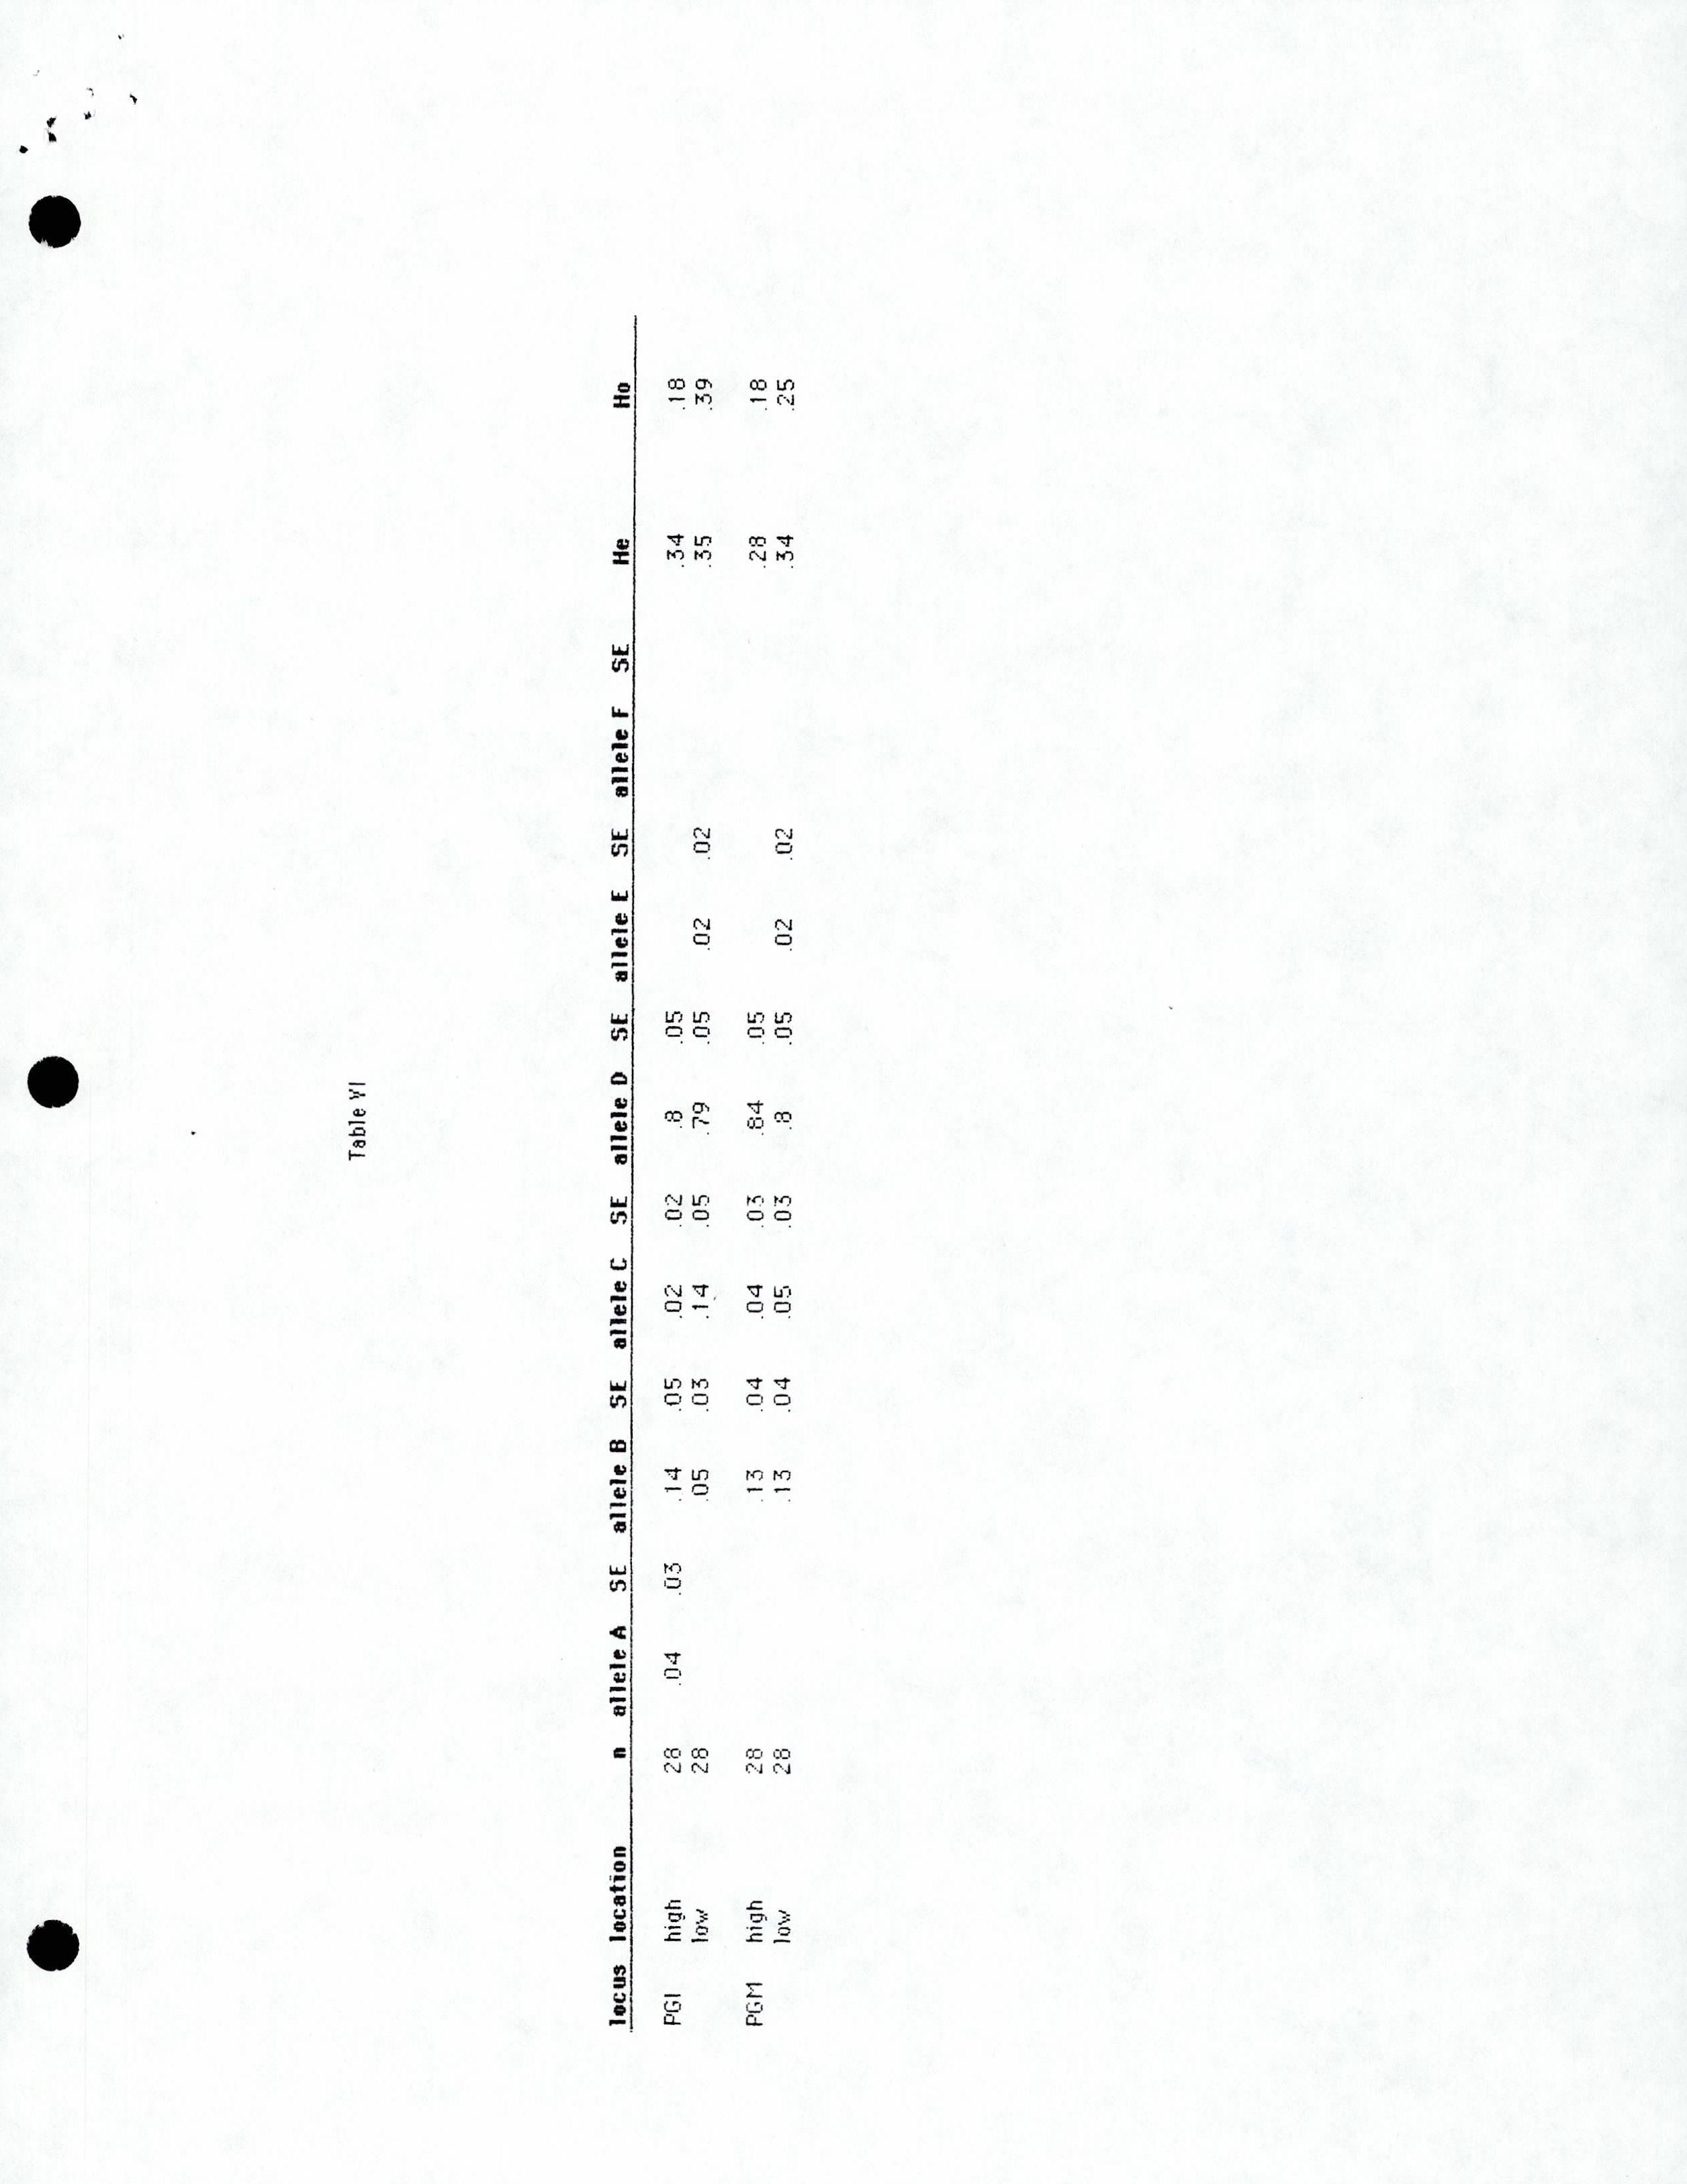 Table VI
locus location n allele A SE allele B SE allele C SE allele D SE allele E SE allele F SE He Ho
PGI high 28 .04 .03 .14 .05 .02 .02 .8 .05 .34 .18
low 28 .05 .03 .14 .05 .79 .05 .02 .02 .35 .39
PGM high 28 .13 .04 .04 .03 .84 .05 .28 .18
low 28 .13 .04 .05 .03 .8 .05 .02 .02 .34 .25